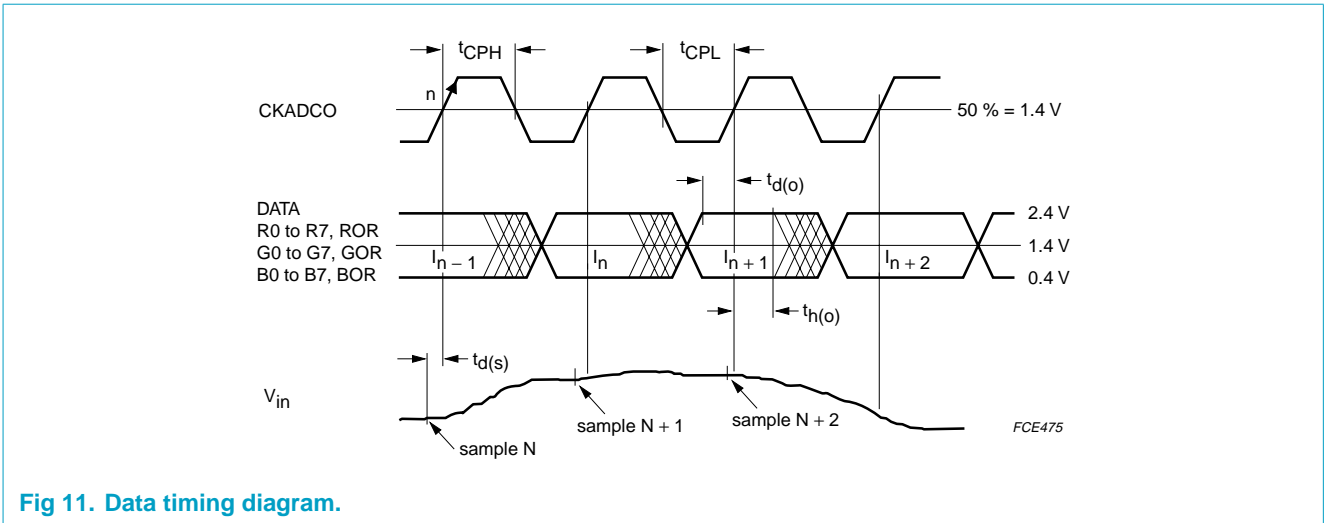 tCPH
tCPL
n
CKADCO
50 % = 1.4 V
td(o)
DATA
R0 to R7, ROR
G0 to G7, GOR
B0 to B7, BOR
2.4 V
1.4 V
0.4 V
In − 1
In
In + 1
In + 2
th(o)
td(s)
Vin
sample N
sample N + 1
sample N + 2
FCE475
Fig 11. Data timing diagram.